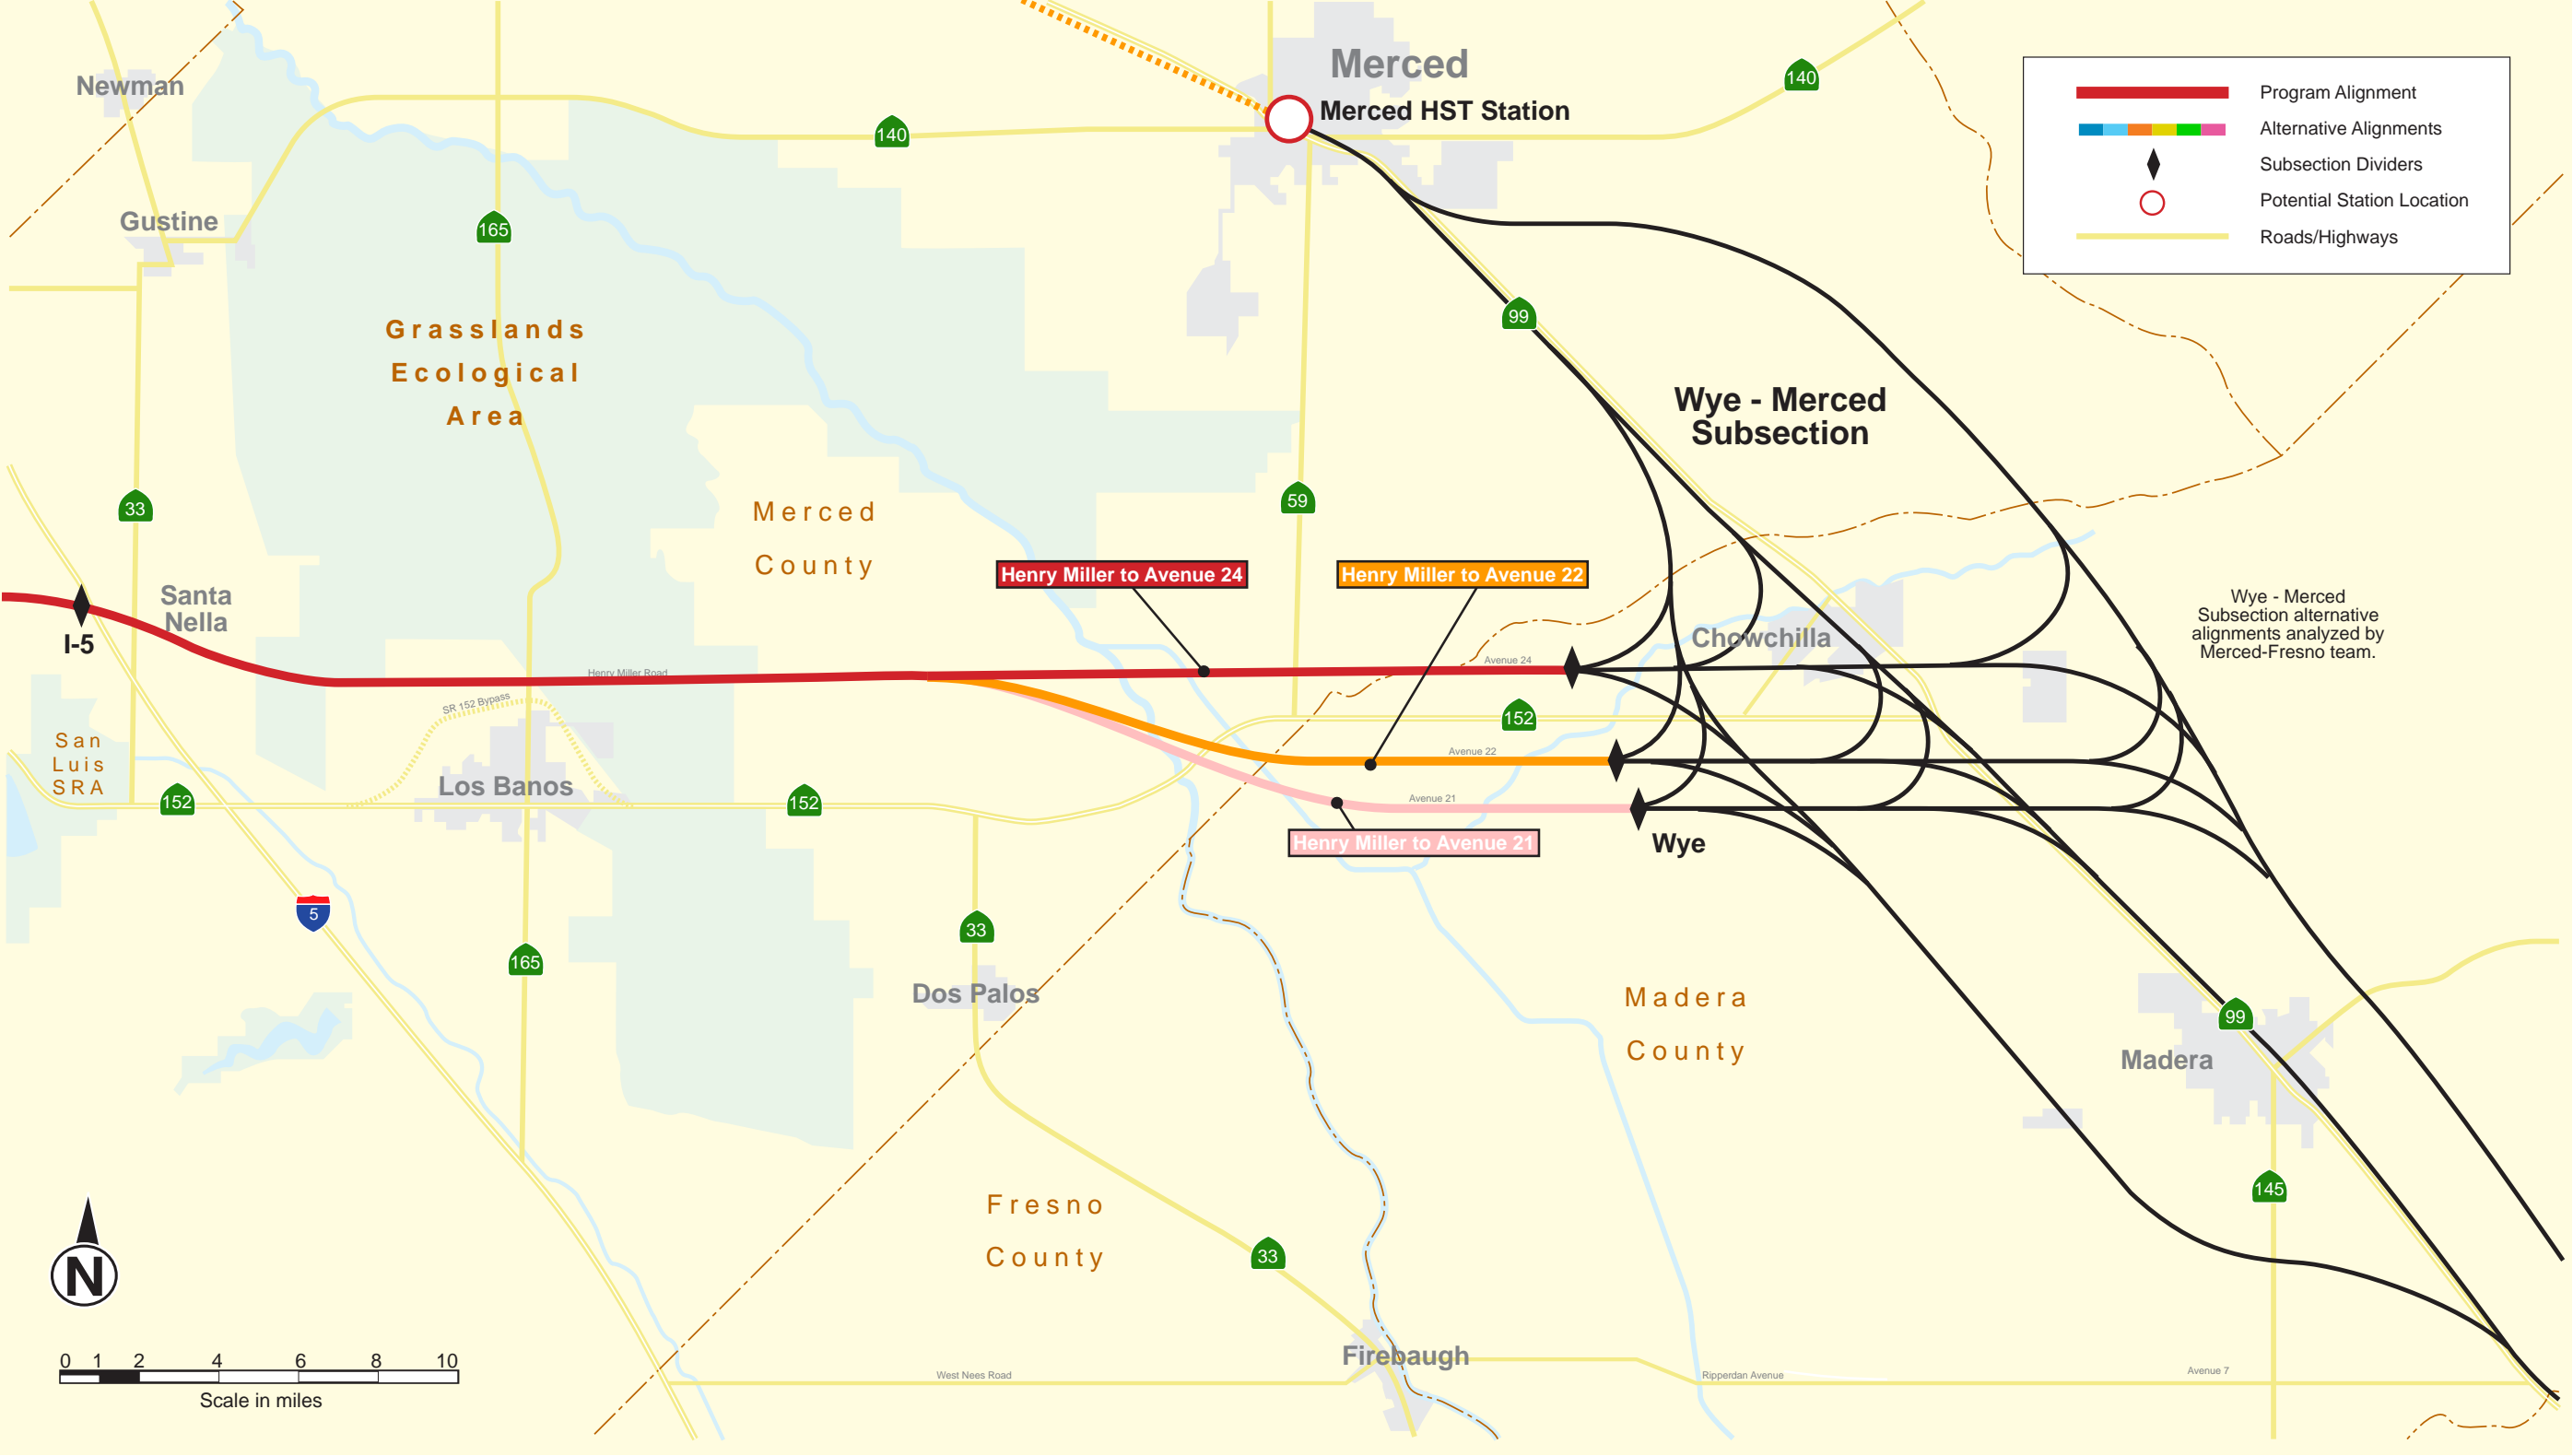 Newman
Merced
Merced HST Station
140
140
Program Alignment
Alternative Alignments
Subsection Dividers
Potential Station Location
Roads/Highways
Gustine
165
99
Grasslands
Ecological
Area
Wye - Merced
Subsection
33
Merced
County
59
Henry Miller to Avenue 24
Henry Miller to Avenue 22
Santa
Nella
I-5
Chowchilla
Wye - Merced
Subsection alternative
alignments analyzed by
Merced-Fresno team.
Henry Miller Road
Avenue 24
SR 152 Bypass
152
San
Luis
SRA
Avenue 22
Los Banos
152
152
Avenue 21
Henry Miller to Avenue 21
Wye
5
33
165
Dos Palos
Madera
County
99
Madera
145
Fresno
County
33
N
Firebaugh
0 1 2 4 6 8 10
Scale in miles
West Nees Road
Ripperdan Avenue
Avenue 7